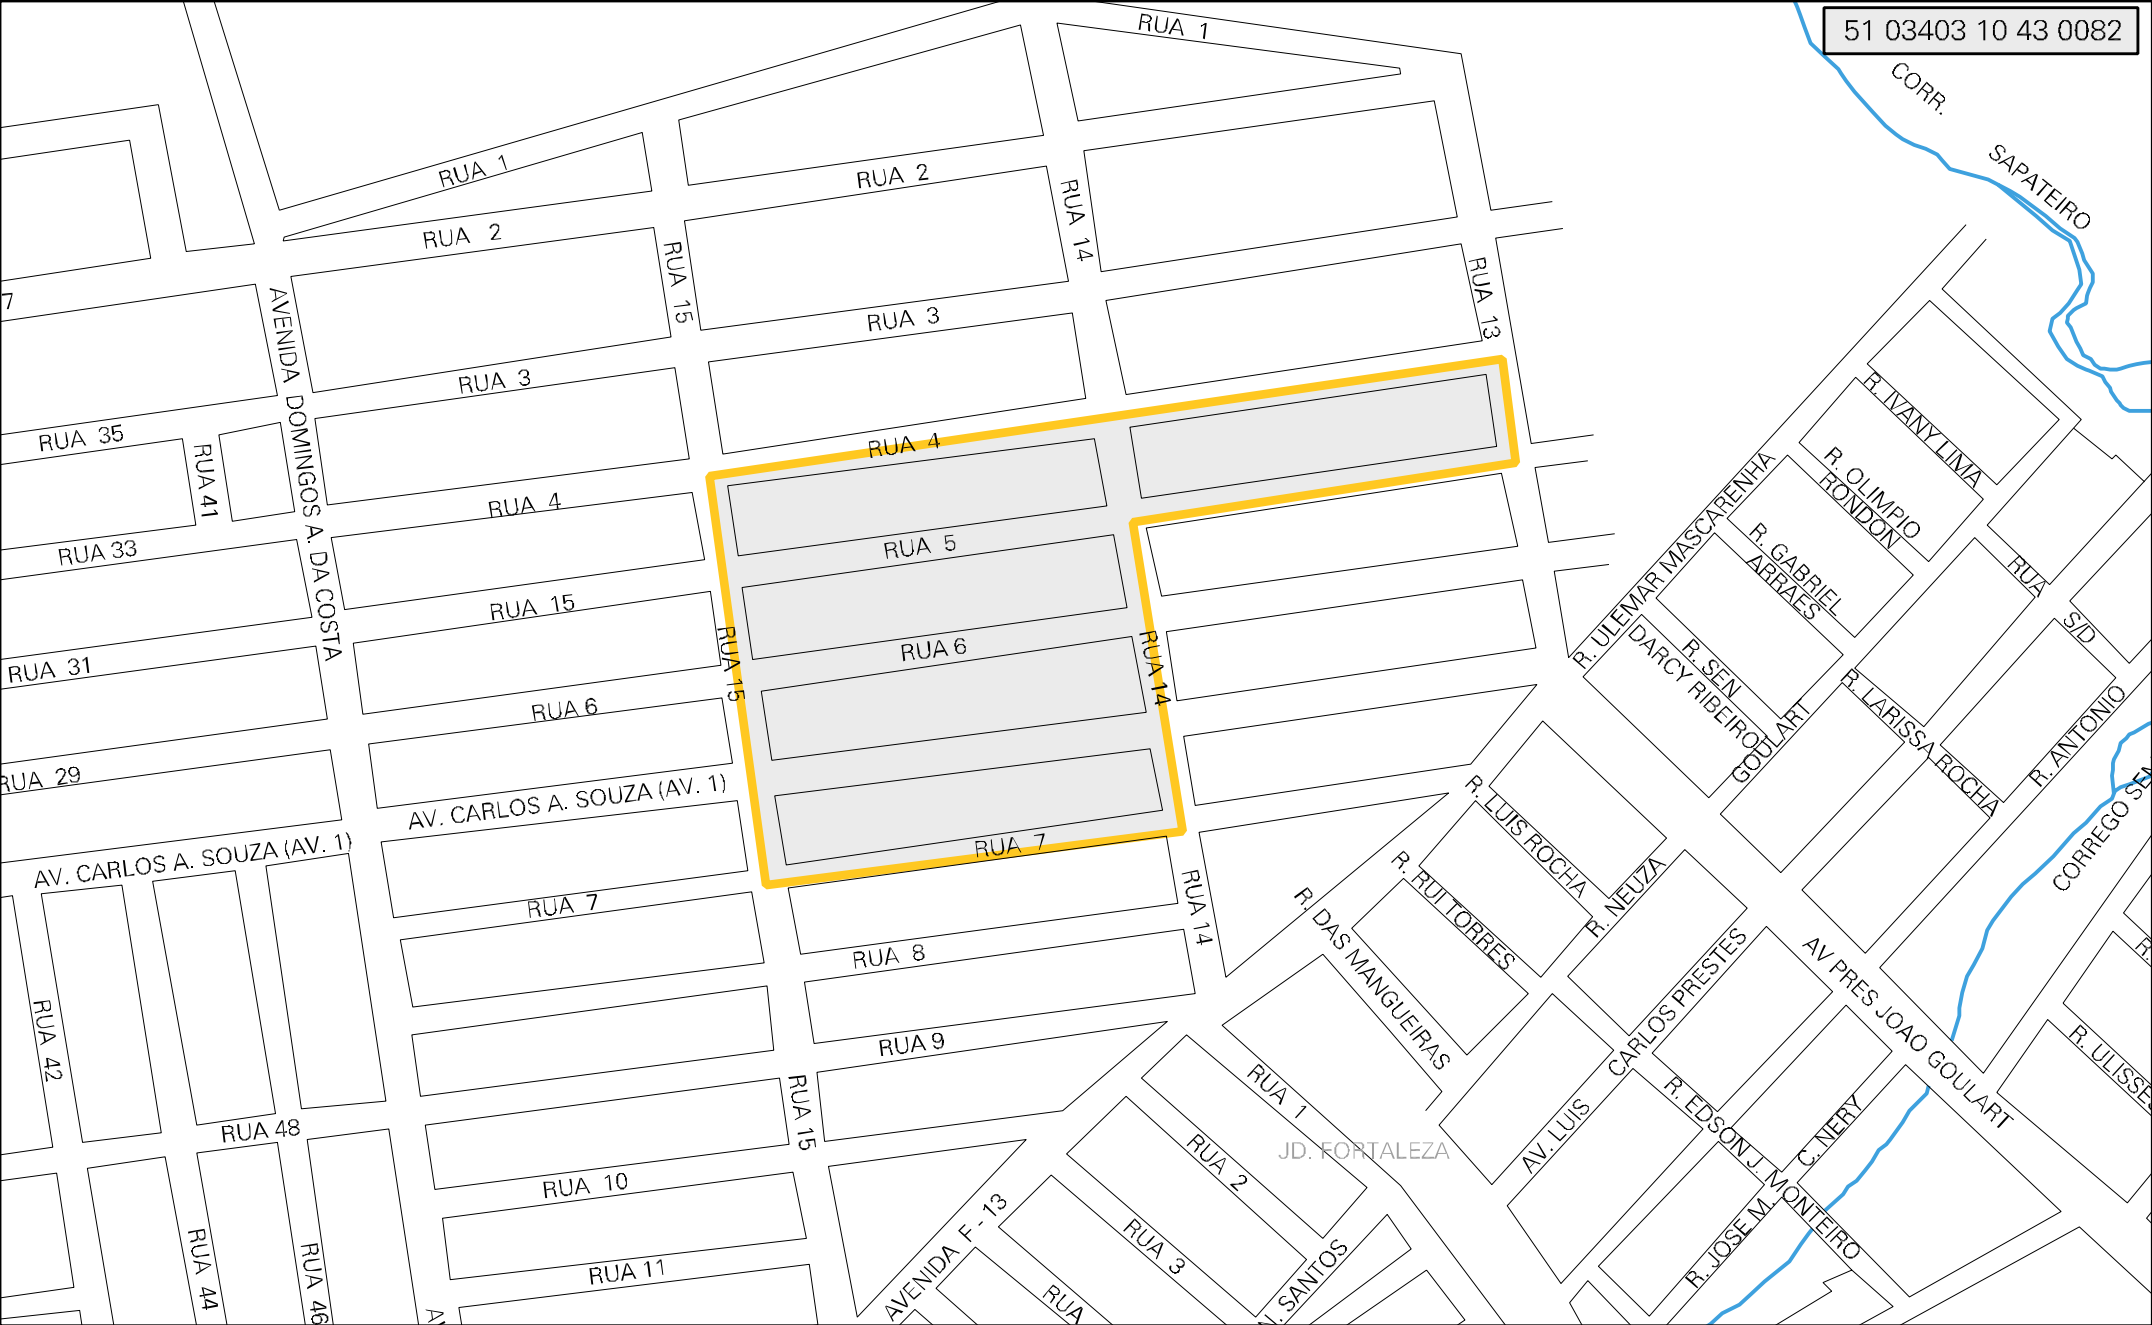 51 03403 10 43 0082
RUA 1
CORR.
SAPATEIRO
RUA 1
RUA 2
RUA 14
RUA 2
RUA 15
RUA 13
7
AVENIDA DOMINGOS A. DA COSTA
RUA 3
RUA 3
RUA 35
RUA 41
RUA 4
RUA 4
RUA 33
RUA 5
RUA 15
RUA 6
RUA 15
RUA 14
RUA 31
RUA 6
RUA 29
AV. CARLOS A. SOUZA (AV. 1)
AV. CARLOS A. SOUZA (AV. 1)
RUA 7
RUA 7
RUA 14
RUA 8
RUA 9
RUA 42
RUA 48
RUA 15
RUA 10
RUA 11
RUA 44
RUA 46
AV
R. IVANY LIMA
R. OLIMPIO
RONDON
R. GABRIEL
ARRAES
R. ULEMAR MASCARENHA
R. SEN
DARCY RIBEIRO
GOULART
RUA
S/D
R. LARISSA ROCHA
R. ANTONIO
CORREGO SEM
R. LUIS ROCHA
R. RUI TORRES
R. NEUZA
R. DAS MANGUEIRAS
CARLOS PRESTES
AV. LUIS
AV PRES JOAO GOULART
R. EDSON J. MONTEIRO
C. NERY
R. JOSE M.
R. ULISSES
R.
JD. FORTALEZA
RUA 1
RUA 2
RUA 3
RUA
AVENIDA F - 13
N. SANTOS